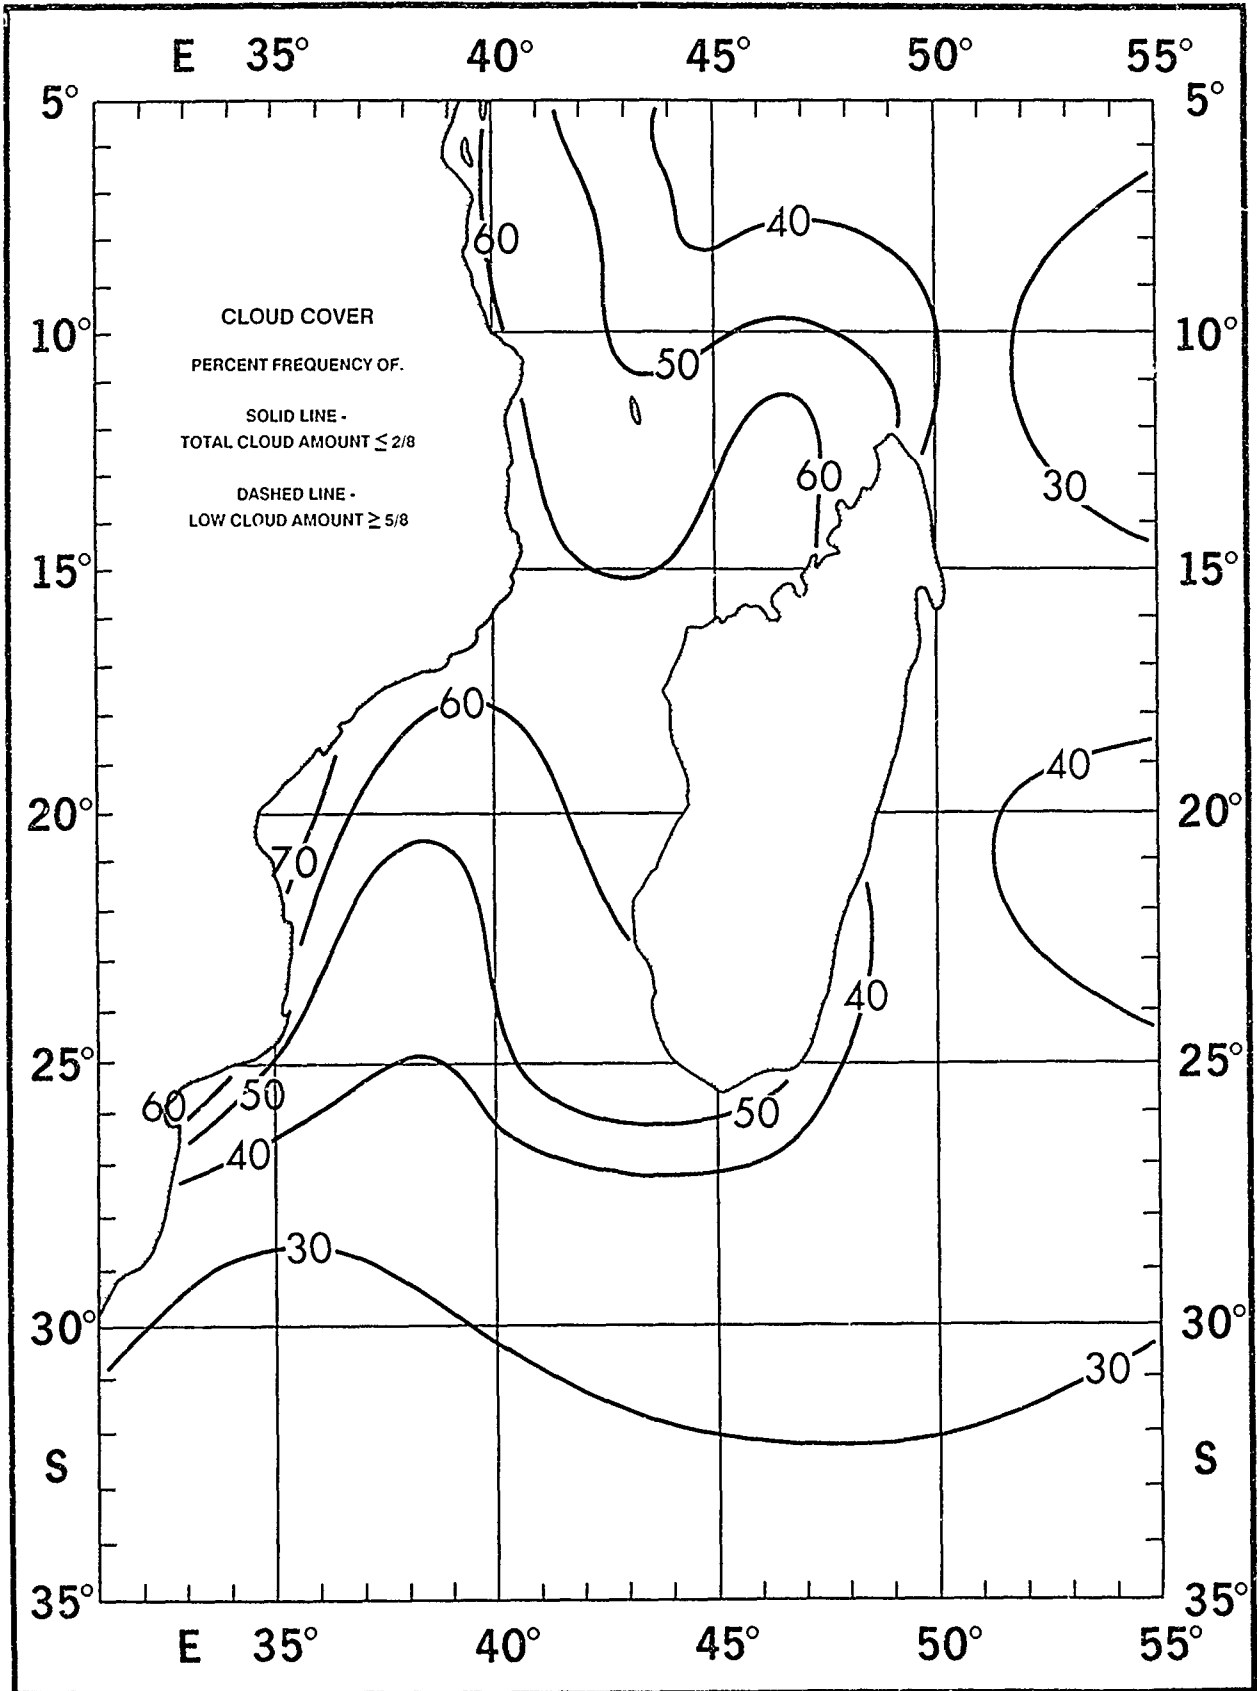 E 35° 40° 45° 50° 55°
5° 5°
40
60
CLOUD COVER
10° 10°
PERCENT FREQUENCY OF.
50
SOLID LINE -
TOTAL CLOUD AMOUNT ≤ 2/8
60
30
DASHED LINE -
LOW CLOUD AMOUNT ≥ 5/8
15° 15°
60
40
20° 20°
70
40
25° 25°
60 50 50
40
30
30° 30°
30
S S
35° 35°
E 35° 40° 45° 50° 55°